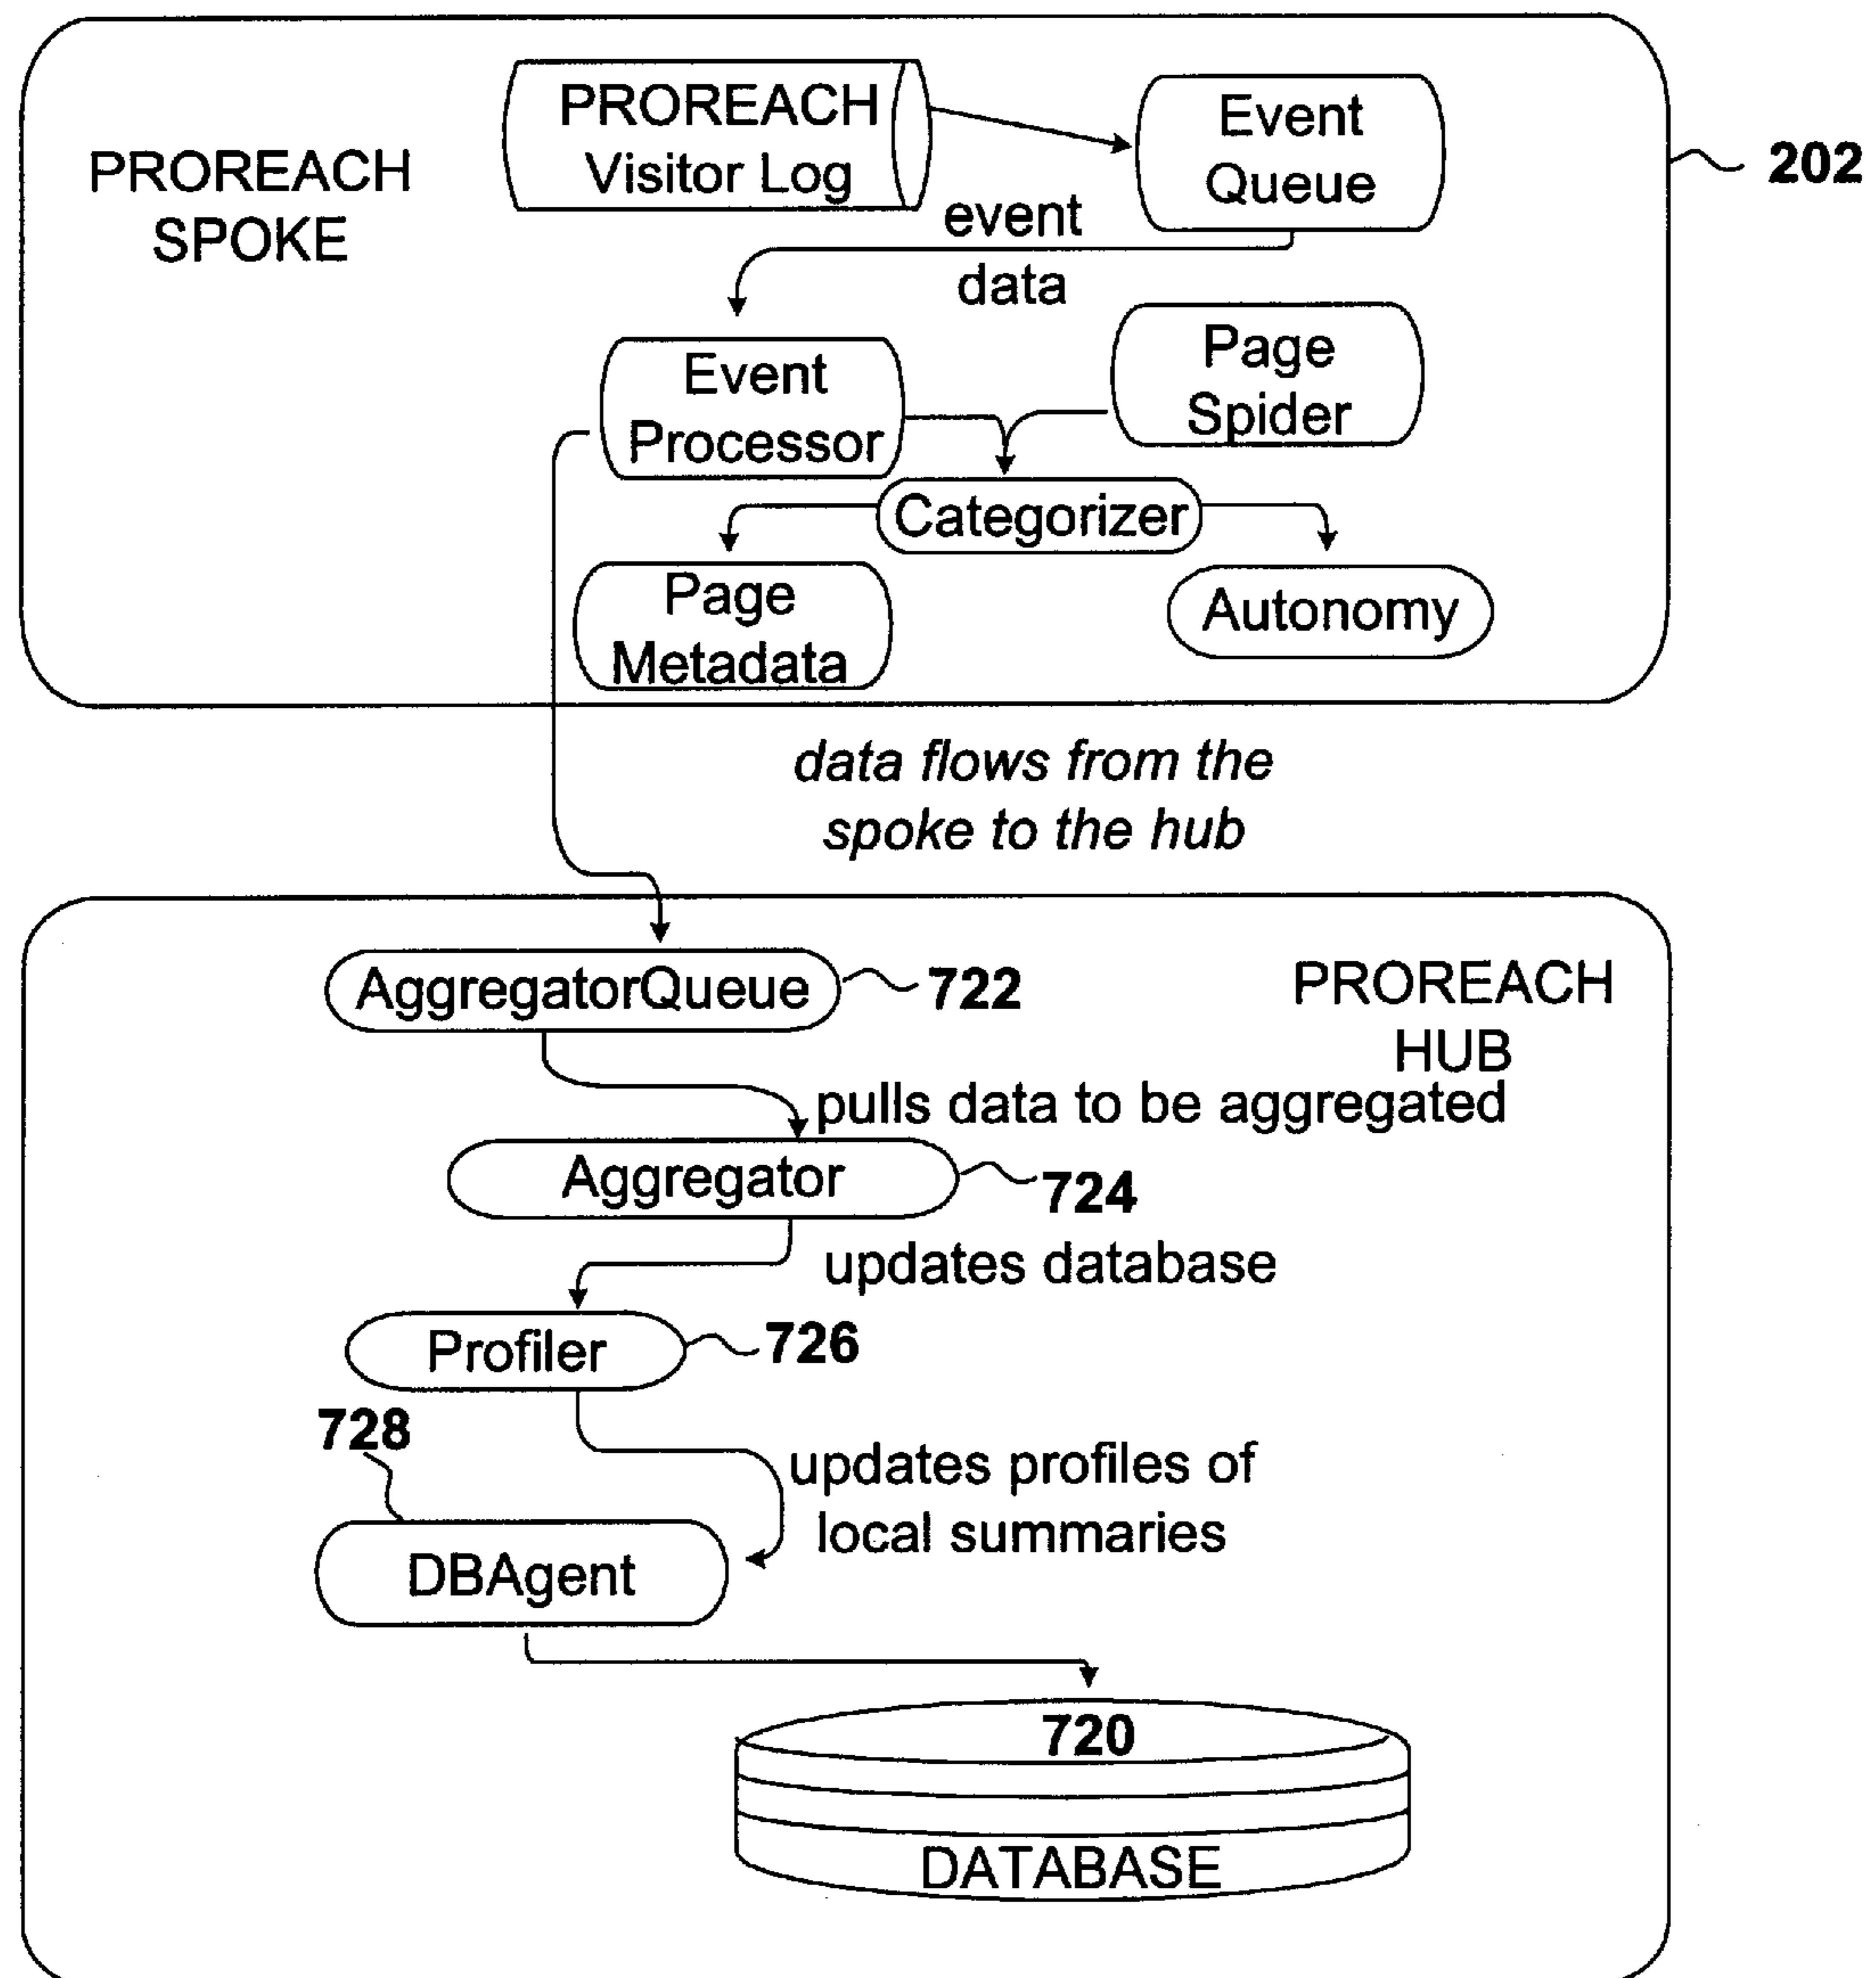 PROREACH
Visitor Log
Event
Queue
202
PROREACH
SPOKE
event
data
Page
Spider
Event
Processor
Categorizer
Page
Metadata
Autonomy
data flows from the
spoke to the hub
AggregatorQueue
722
PROREACH
HUB
pulls data to be aggregated
Aggregator
724
updates database
Profiler
726
728
updates profiles of
local summaries
DBAgent
720
DATABASE